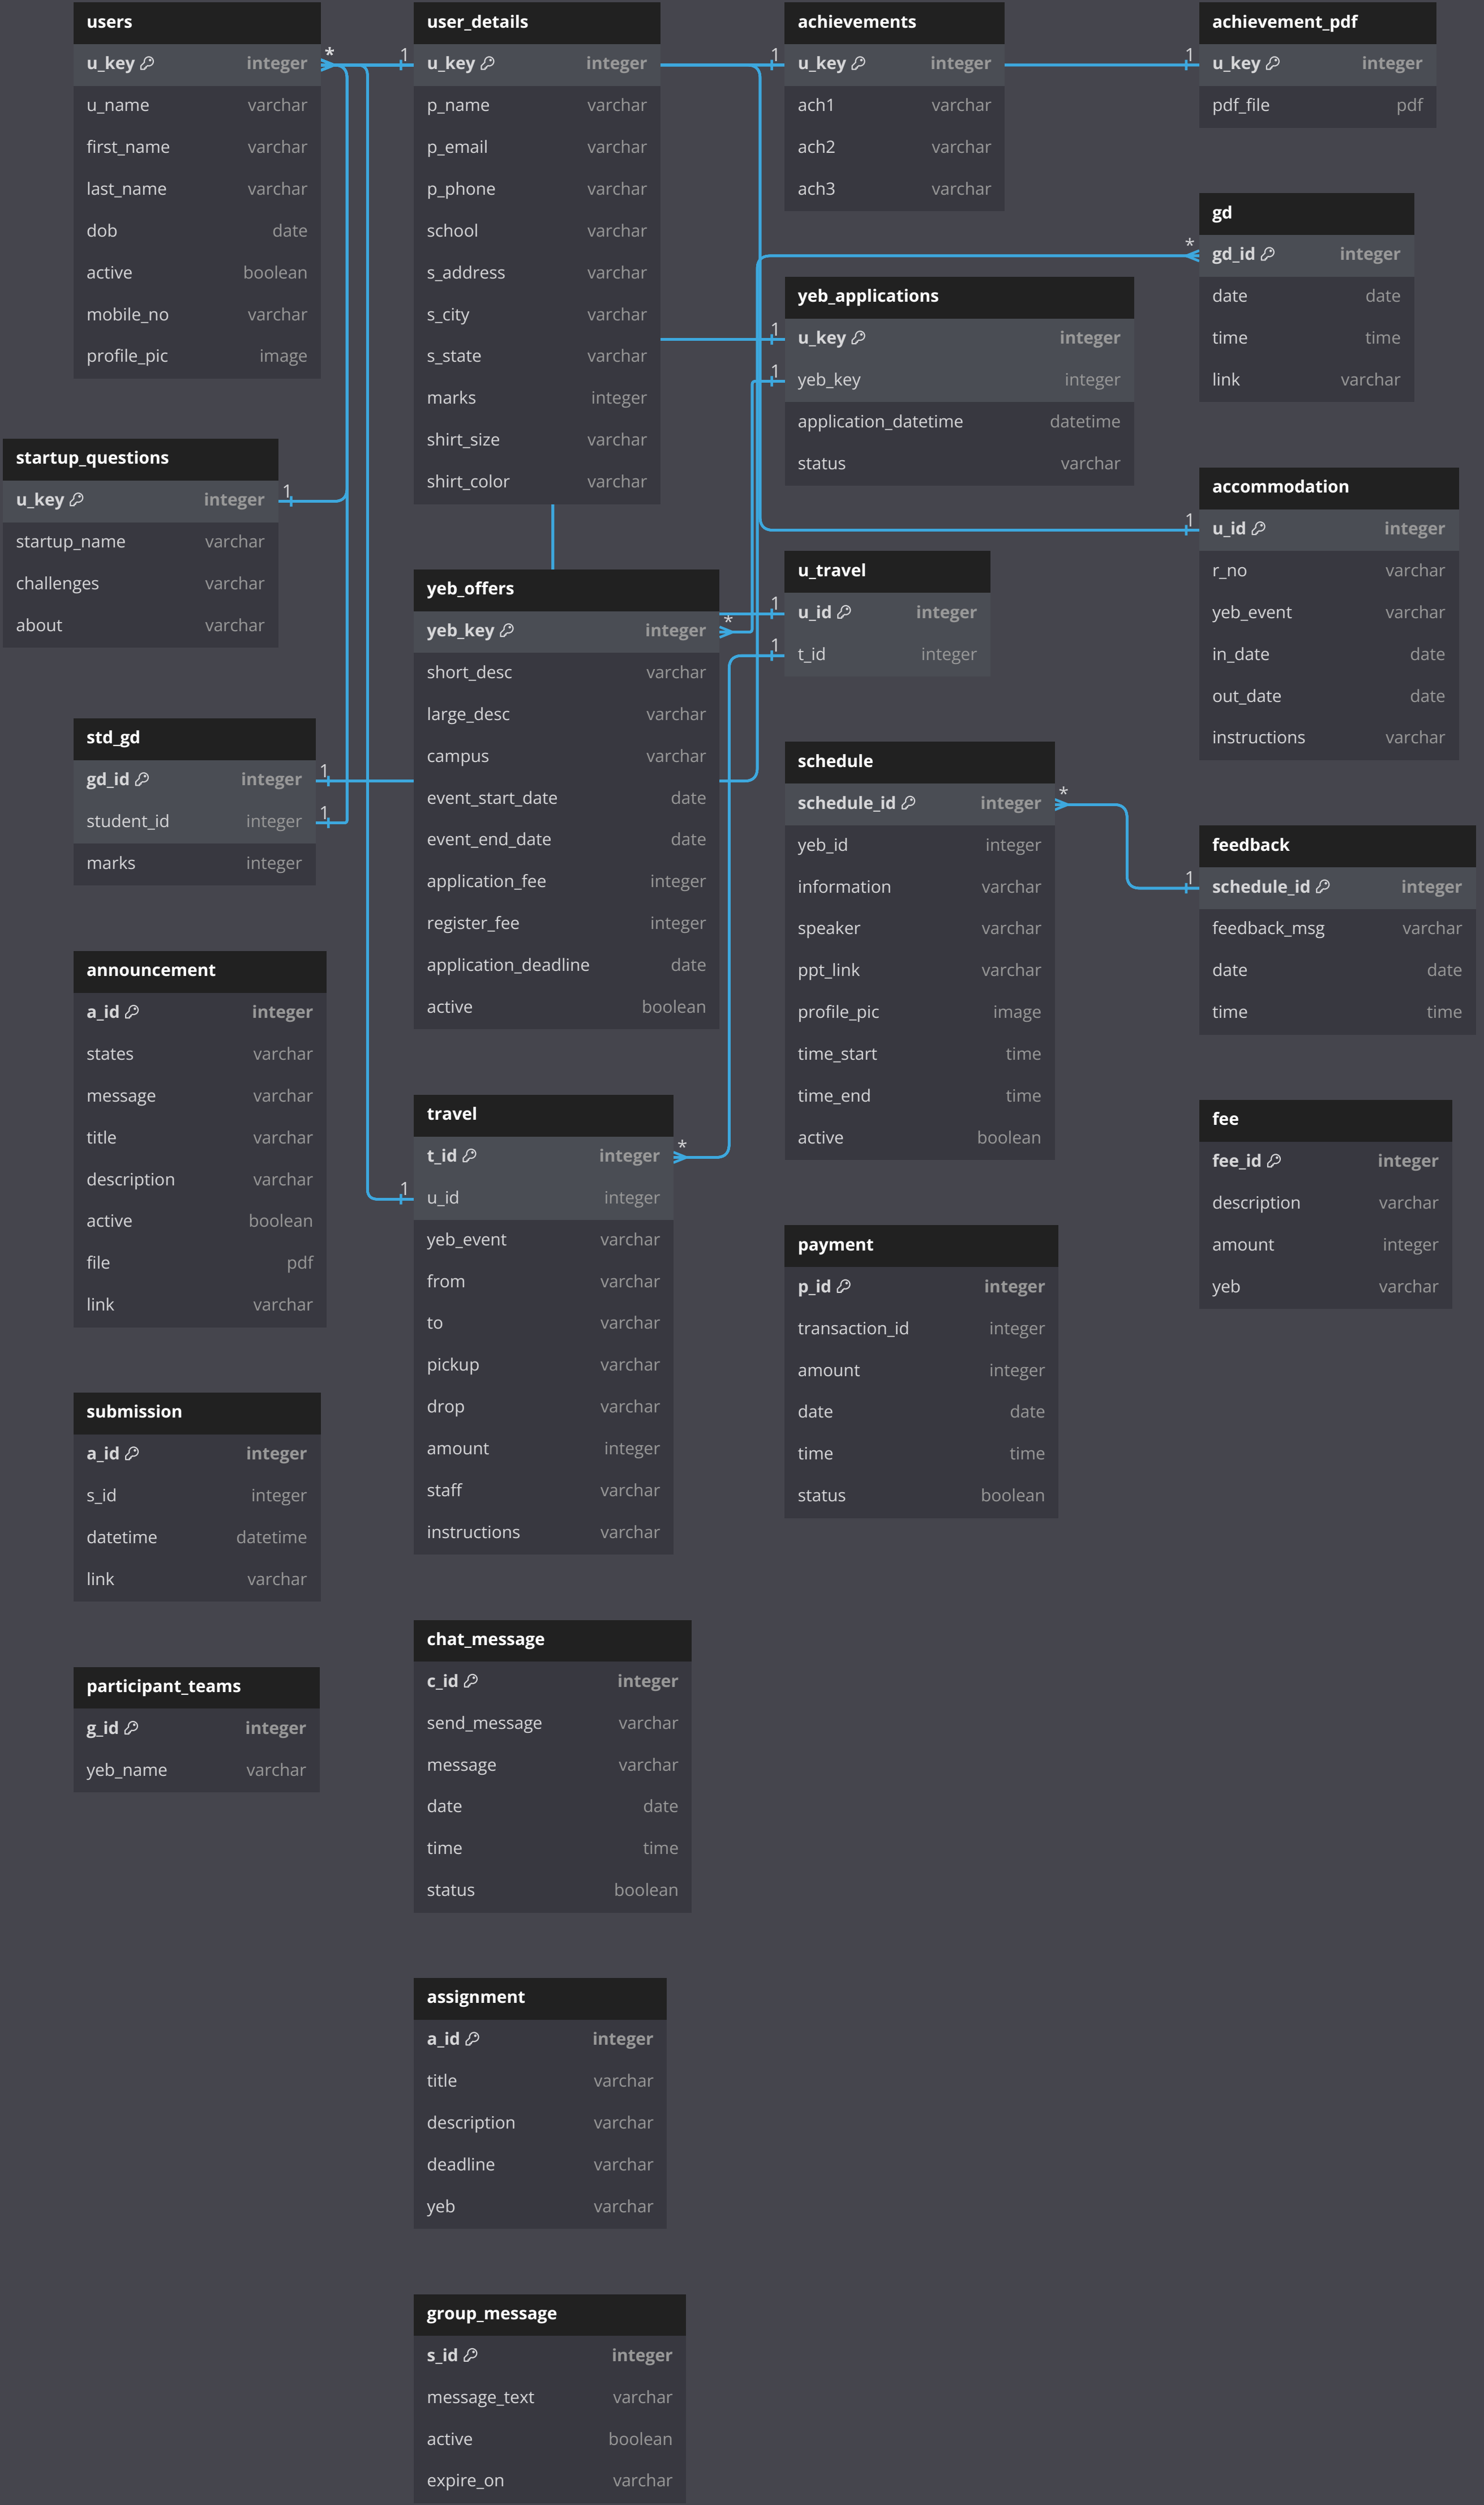 users
u_key integer
u_name varchar
first_name varchar
last_name varchar
dob date
active boolean
mobile_no varchar
profile_pic image
*
1
user_details
u_key integer
p_name varchar
p_email varchar
p_phone varchar
school varchar
s_address varchar
s_city varchar
s_state varchar
marks integer
shirt_size varchar
shirt_color varchar
1
achievements
u_key integer
ach1 varchar
ach2 varchar
ach3 varchar
1
achievement_pdf
u_key integer
pdf_file pdf
*
gd
gd_id integer
date date
time time
link varchar
yeb_applications
1
u_key integer
1
yeb_key integer
application_datetime datetime
status varchar
startup_questions
u_key integer
1
startup_name varchar
challenges varchar
about varchar
accommodation
1
u_id integer
r_no varchar
yeb_event varchar
in_date date
out_date date
instructions varchar
yeb_offers
yeb_key integer
*
short_desc varchar
large_desc varchar
campus varchar
event_start_date date
event_end_date date
application_fee integer
register_fee integer
application_deadline date
active boolean
u_travel
1
u_id integer
1
t_id integer
std_gd
gd_id integer
1
student_id integer
1
marks integer
schedule
schedule_id integer
*
yeb_id integer
information varchar
speaker varchar
ppt_link varchar
profile_pic image
time_start time
time_end time
active boolean
feedback
1
schedule_id integer
feedback_msg varchar
date date
time time
announcement
a_id integer
states varchar
message varchar
title varchar
description varchar
active boolean
file pdf
link varchar
travel
t_id integer
*
1
u_id integer
yeb_event varchar
from varchar
to varchar
pickup varchar
drop varchar
amount integer
staff varchar
instructions varchar
fee
fee_id integer
description varchar
amount integer
yeb varchar
payment
p_id integer
transaction_id integer
amount integer
date date
time time
status boolean
submission
a_id integer
s_id integer
datetime datetime
link varchar
chat_message
c_id integer
send_message varchar
message varchar
date date
time time
status boolean
participant_teams
g_id integer
yeb_name varchar
assignment
a_id integer
title varchar
description varchar
deadline varchar
yeb varchar
group_message
s_id integer
message_text varchar
active boolean
expire_on varchar